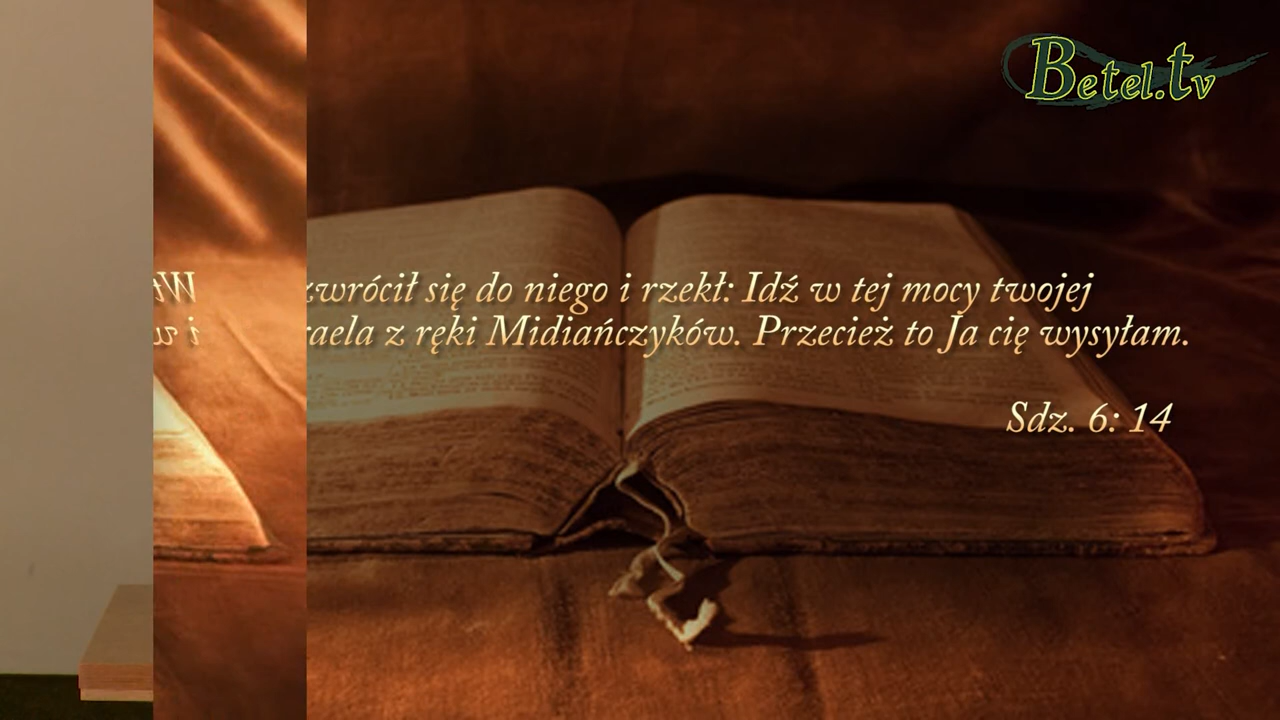 Betel.tv
zwrócił się do niego i rzekł: Idź w tej mocy twojej
raela z ręki Midiańczyków. Przecież to Ja cię wysyłam.
Sdz. 6: 14